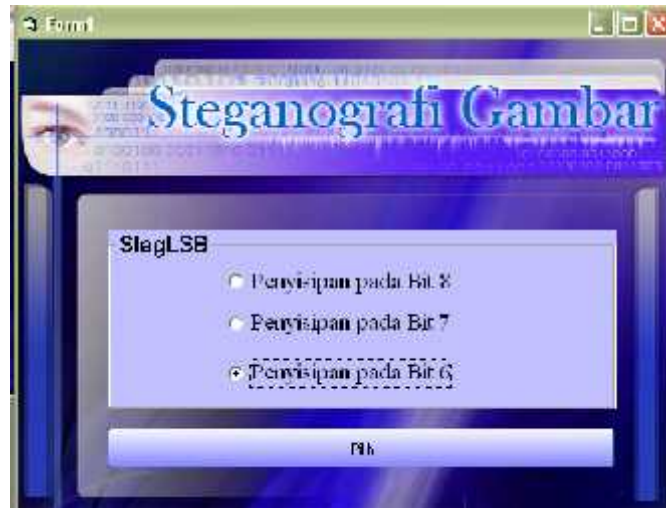 Form1
Steganografi Gambar
StegLSB
Penyisipan pada Bit 8
Penyisipan pada Bit 7
Penyisipan pada Bit 6
Pilih